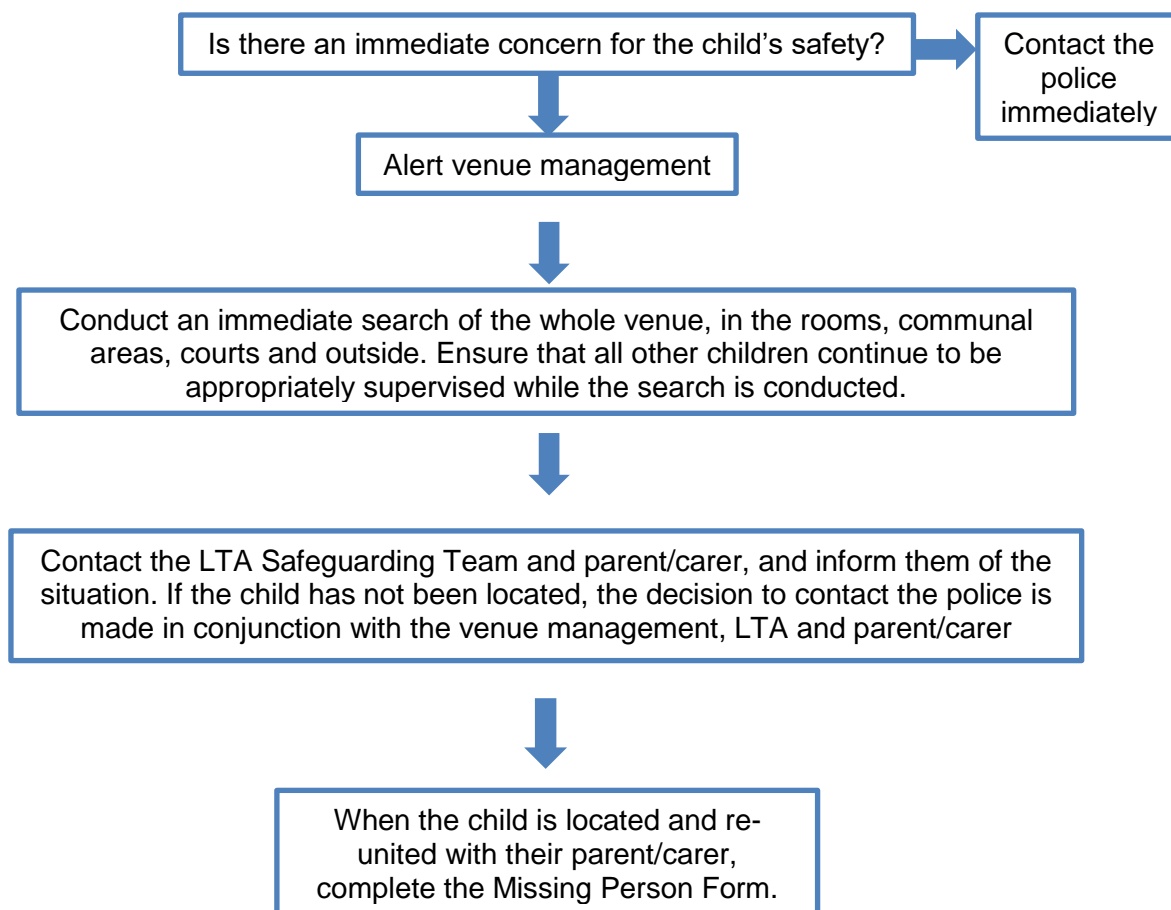 Is there an immediate concern for the child’s safety?
Contact the
police
immediately
Alert venue management
Conduct an immediate search of the whole venue, in the rooms, communal
areas, courts and outside. Ensure that all other children continue to be
appropriately supervised while the search is conducted.
Contact the LTA Safeguarding Team and parent/carer, and inform them of the
situation. If the child has not been located, the decision to contact the police is
made in conjunction with the venue management, LTA and parent/carer
When the child is located and re-
united with their parent/carer,
complete the Missing Person Form.